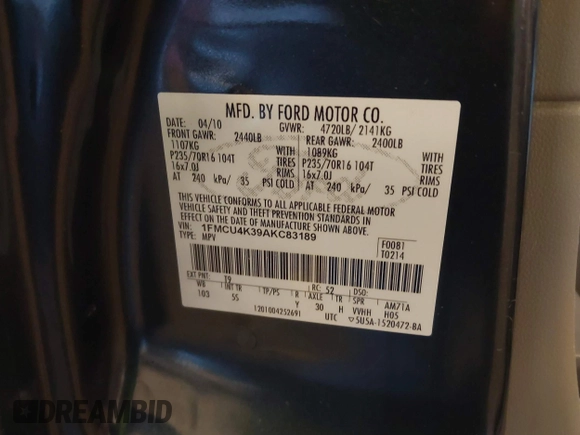 MFD. BY FORD MOTOR CO.
DATE: 04/10 GVWR: 4720LB/ 2141KG
FRONT GAWR: 2440LB REAR GAWR: 2400LB
1107KG WITH 1089KG WITH
P235/70R16 104T TIRES P235/70R16 104T TIRES
16x7.0J RIMS 16x7.0J RIMS
AT 240 kPa/ 35 PSI COLD AT 240 kPa/ 35 PSI COLD
THIS VEHICLE CONFORMS TO ALL APPLICABLE FEDERAL MOTOR
VEHICLE SAFETY AND THEFT PREVENTION STANDARDS IN
EFFECT ON THE DATE OF MANUFACTURE SHOWN ABOVE.
VIN: 1FMCU4K39AKC83189
TYPE: MPV
F0081
T0214
EXT PNT: T9 RC: 52 DSO:
WB INT TR TP/PS R AXLE TR SPR AM71A
103 5S Y 30 H VVHH H05
120100425269I UTC 5U5A-1520472-BA
DREAMBID